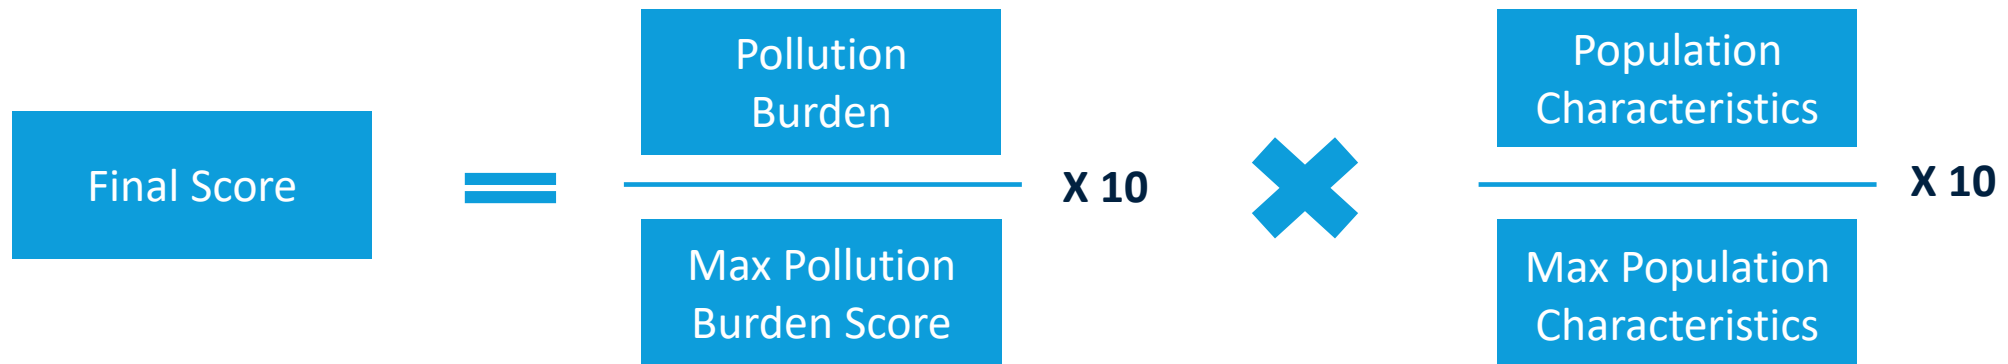 Final Score
=
Pollution
Burden
Max Pollution
Burden Score
X 10
Population
Characteristics
Max Population
Characteristics
X 10